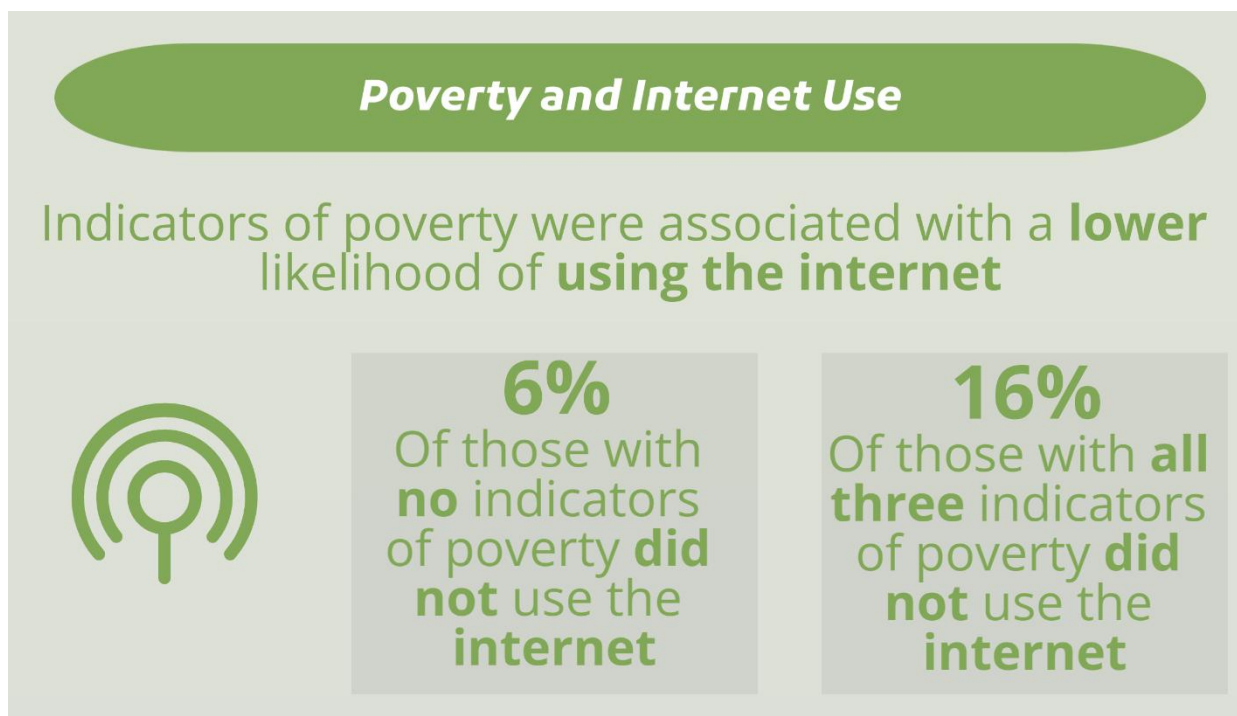 Poverty and Internet Use
Indicators of poverty were associated with a lower
likelihood of using the internet
6%
Of those with
no indicators
of poverty did
not use the
internet
16%
Of those with all
three indicators
of poverty did
not use the
internet